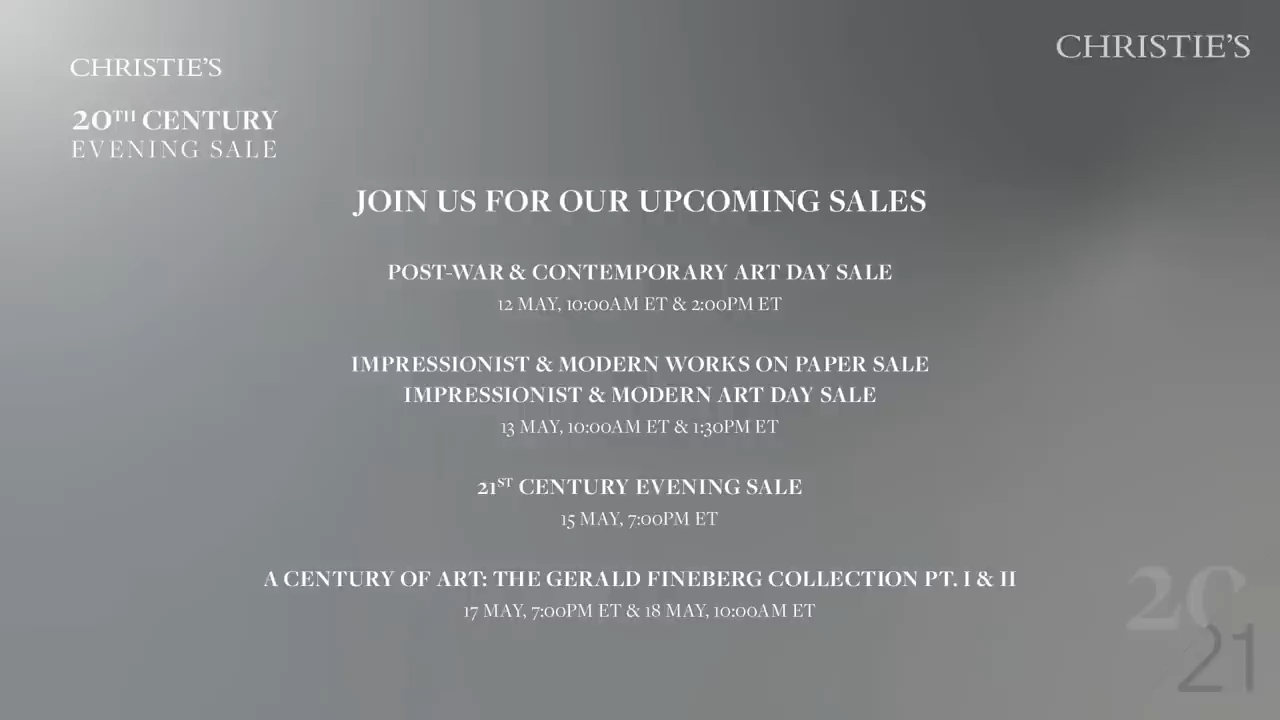 CHRISTIE'S
CHRISTIE'S
20TH CENTURY
EVENING SALE
JOIN US FOR OUR UPCOMING SALES
POST-WAR & CONTEMPORARY ART DAY SALE
12 MAY, 10:00AM ET & 2:00PM ET
IMPRESSIONIST & MODERN WORKS ON PAPER SALE
IMPRESSIONIST & MODERN ART DAY SALE
13 MAY, 10:00AM ET & 1:30PM ET
21ST CENTURY EVENING SALE
15 MAY, 7:00PM ET
A CENTURY OF ART: THE GERALD FINEBERG COLLECTION PT. I & II
17 MAY, 7:00PM ET & 18 MAY, 10:00AM ET
20
21